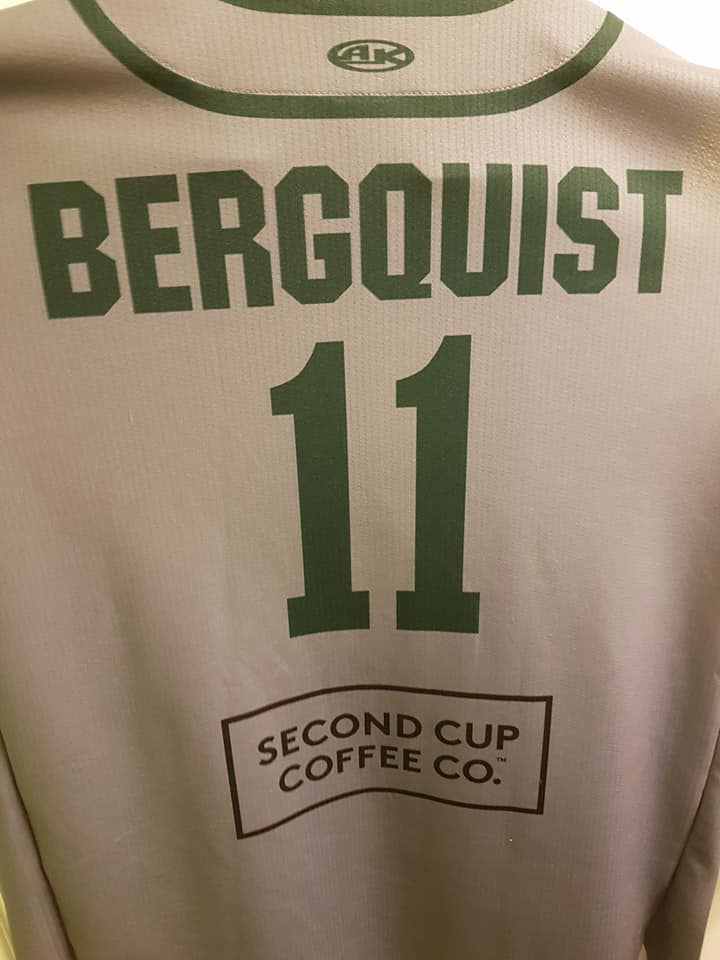 AK
BERGQUIST
11
SECOND CUP
COFFEE CO.™